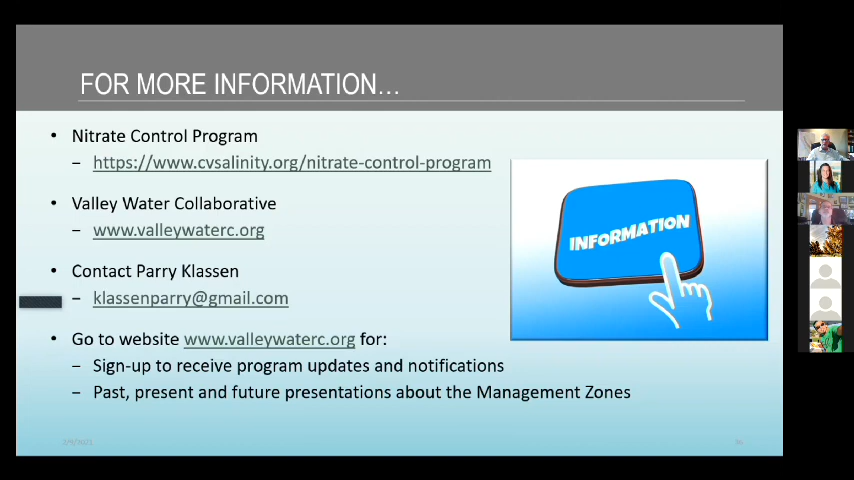 FOR MORE INFORMATION...
• Nitrate Control Program
– https://www.cvsalinity.org/nitrate-control-program
• Valley Water Collaborative
– www.valleywaterc.org
• Contact Parry Klassen
– klassenparry@gmail.com
• Go to website www.valleywaterc.org for:
– Sign-up to receive program updates and notifications
– Past, present and future presentations about the Management Zones
INFORMATION